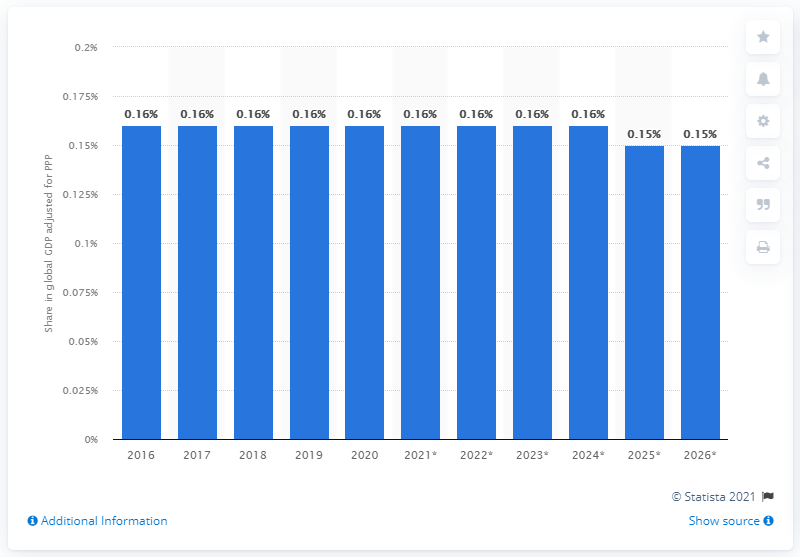 0.2%
0.175%
0.15%
0.125%
0.1%
0.075%
0.05%
0.025%
0%
Share in global GDP adjusted for PPP
0.16% 0.16% 0.16% 0.16% 0.16% 0.16% 0.16% 0.16% 0.16% 0.15% 0.15%
2016 2017 2018 2019 2020 2021* 2022* 2023* 2024* 2025* 2026*
© Statista 2021
Additional Information
Show source